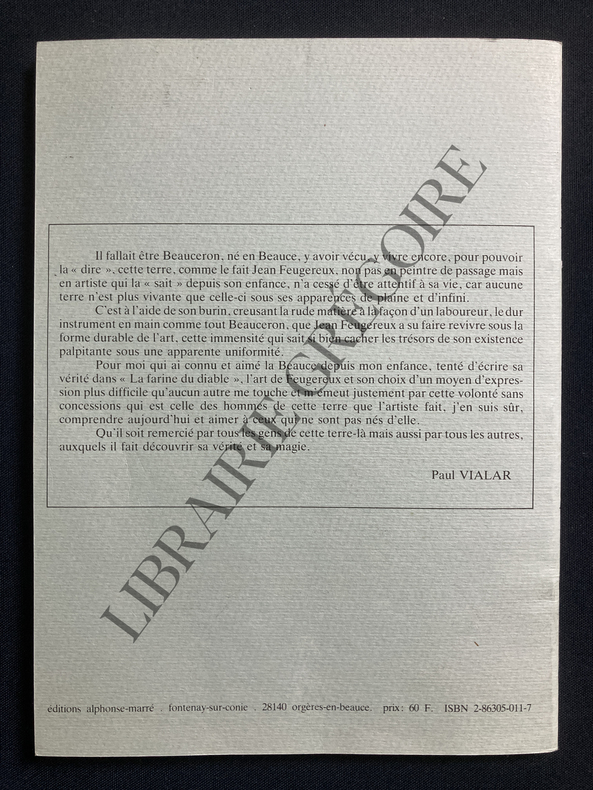 Il fallait être Beauceron, né en Beauce, y avoir vécu, y vivre encore, pour pouvoir
la « dire », cette terre, comme le fait Jean Feugereux, non pas en peintre de passage mais
en artiste qui la « sait » depuis son enfance, n'a cessé d'être attentif à sa vie, car aucune
terre n'est plus vivante que celle-ci sous ses apparences de plaine et d'infini.
C'est à l'aide de son burin, creusant la rude matière à la façon d'un laboureur, le dur
instrument en main comme tout Beauceron, que Jean Feugereux a su faire revivre sous la
forme durable de l'art, cette immensité qui sait si bien cacher les trésors de son existence
palpitante sous une apparente uniformité.
Pour moi qui ai connu et aimé la Beauce depuis mon enfance, tenté d'écrire sa
vérité dans « La farine du diable », l'art de Feugereux et son choix d'un moyen d'expres-
sion plus difficile qu'aucun autre me touche et m'émeut justement par cette volonté sans
concessions qui est celle des hommes de cette terre que l'artiste fait, j'en suis sûr,
comprendre aujourd'hui et aimer à ceux qui ne sont pas nés d'elle.
Qu'il soit remercié par tous les gens de cette terre-là mais aussi par tous les autres,
auxquels il fait découvrir sa vérité et sa magie.
Paul VIALAR
LIBRAIRIE GRÉGOIRE
éditions alphonse-marré . fontenay-sur-conie . 28140 orgères-en-beauce. prix : 60 F. ISBN 2-86305-011-7